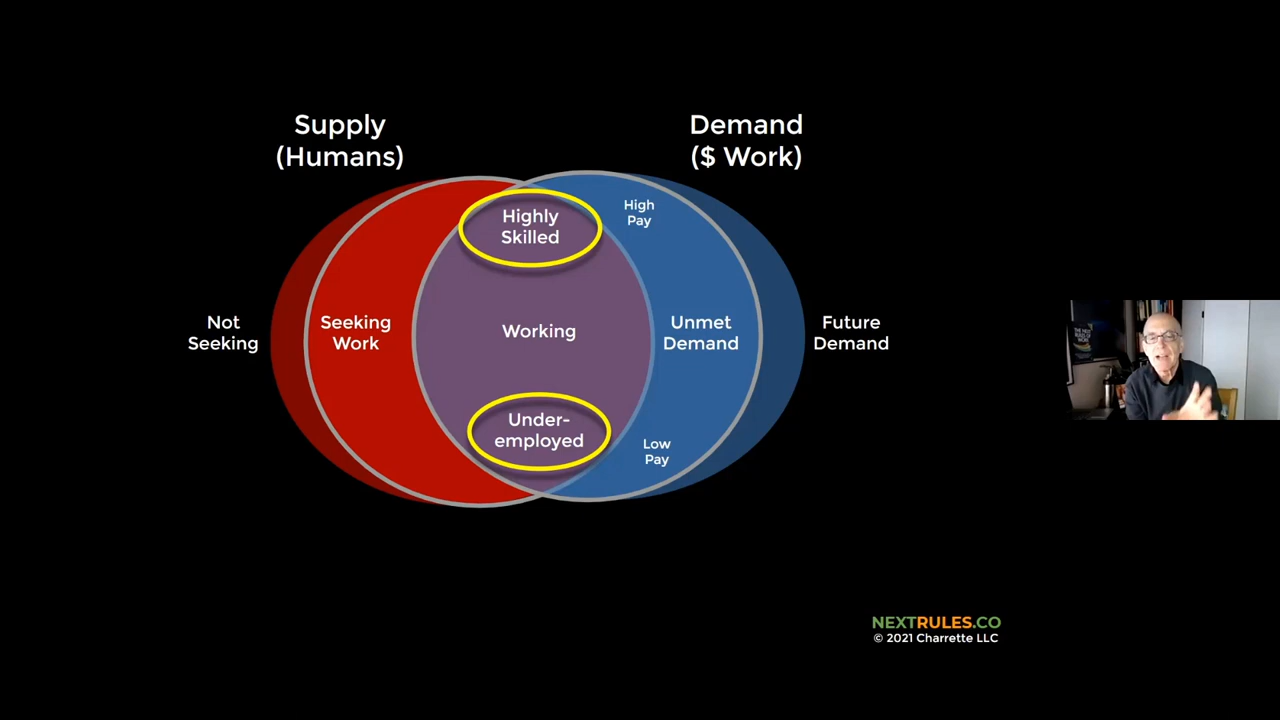 Supply
(Humans)
Demand
($ Work)
Highly
Skilled
High
Pay
Not
Seeking
Seeking
Work
Working
Unmet
Demand
Future
Demand
Under-
employed
Low
Pay
NEXTRULES.CO
© 2021 Charrette LLC